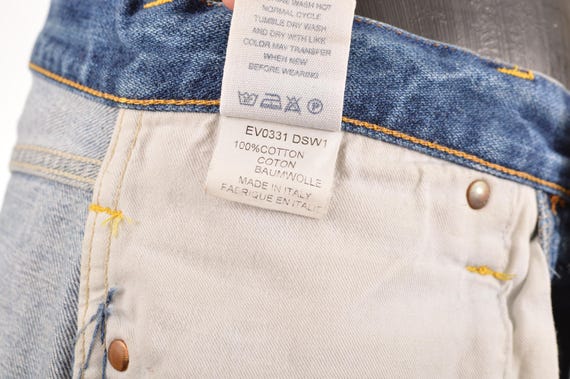 WASH HOT
NORMAL CYCLE
TUMBLE DRY WASH
AND DRY WITH LIKE
COLOR MAY TRANSFER
WHEN NEW
BEFORE WEARING
EV0331 DSW1
100%COTTON
COTON
BAUMWOLLE
MADE IN ITALY
FABRIQUE EN ITALIE